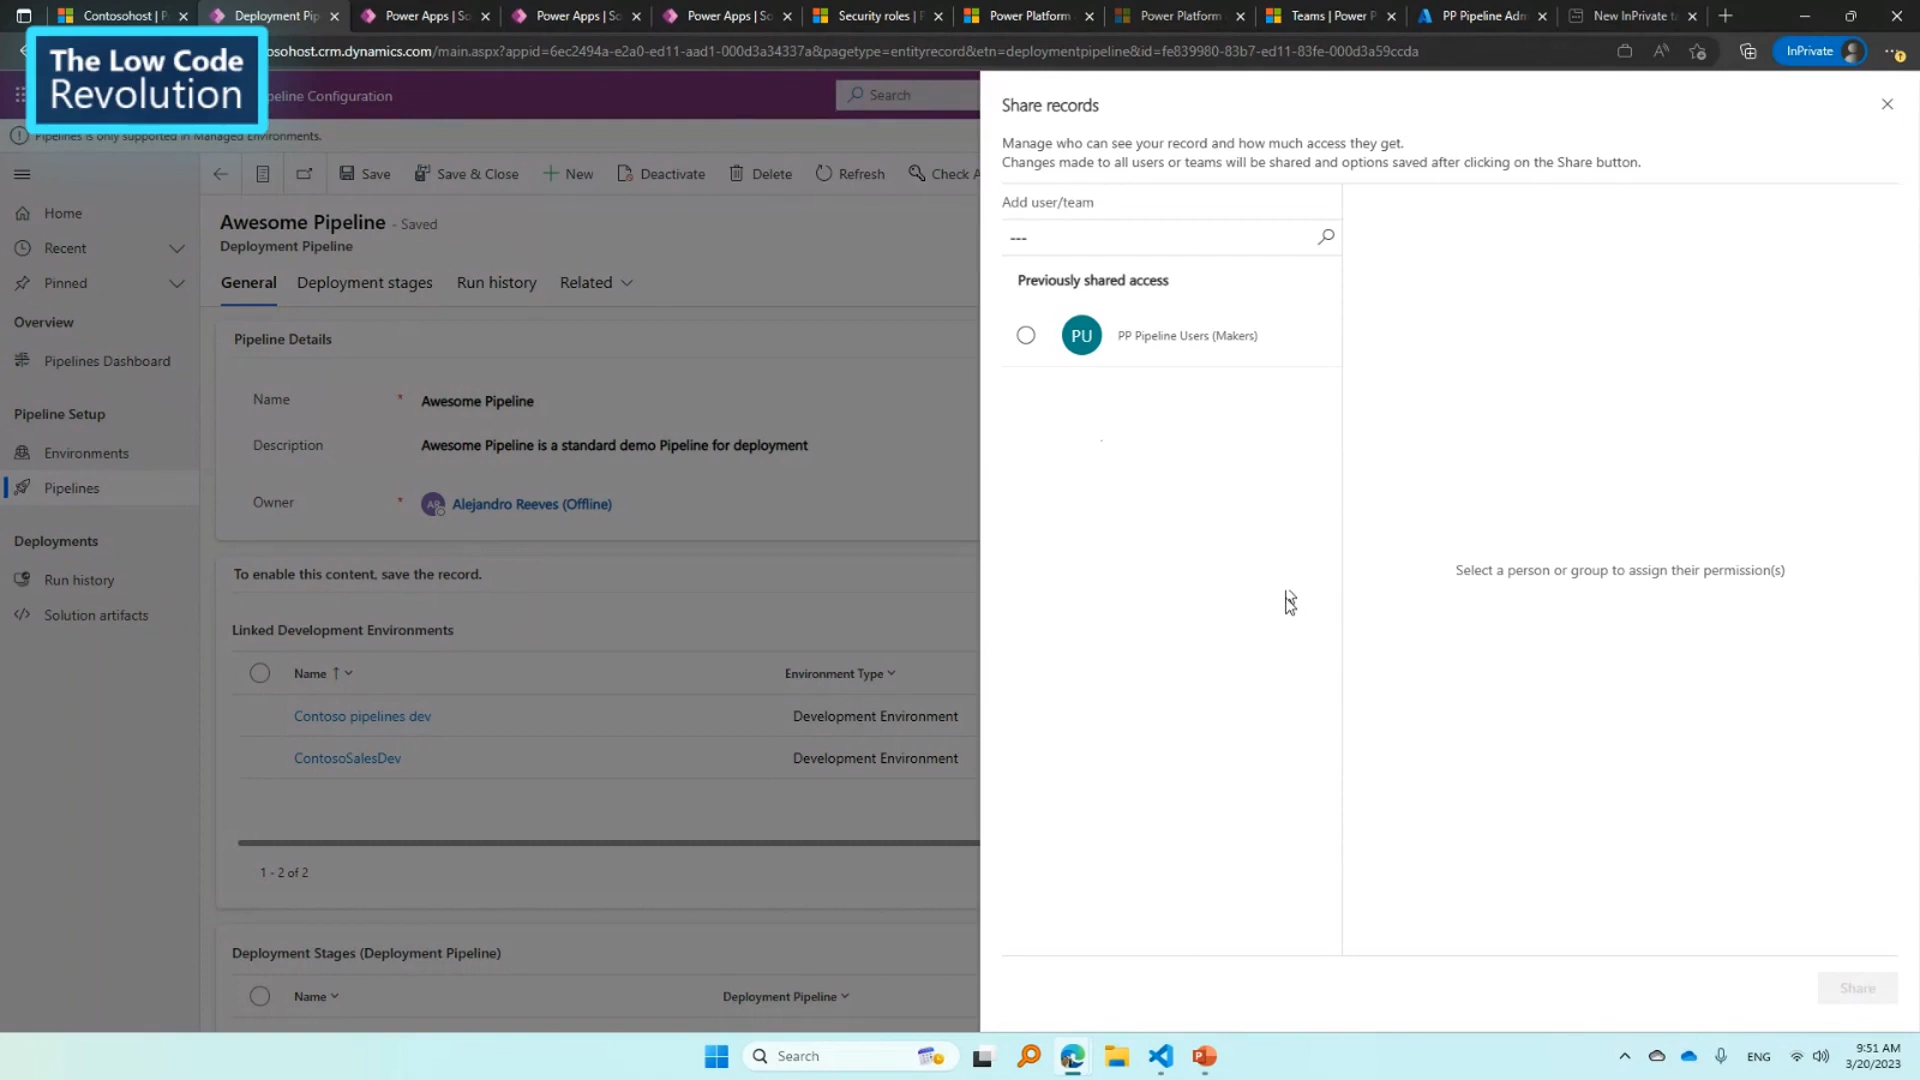 Contosohost | P
Deployment Pip
Power Apps | So
Power Apps | So
Power Apps | So
Security roles | P
Power Platform
Power Platform
Teams | Power P
PP Pipeline Adm
New InPrivate ta
The Low Code
Revolution
osohost.crm.dynamics.com/main.aspx?appid=6ec2494a-e2a0-ed11-aad1-000d3a34337a&pagetype=entityrecord&etn=deploymentpipeline&id=fe839980-83b7-ed11-83fe-000d3a59ccda
InPrivate
ipeline Configuration
Search
Pipelines is only supported in Managed Environments.
Save
Save & Close
New
Deactivate
Delete
Refresh
Check A
Home
Recent
Pinned
Overview
Pipelines Dashboard
Pipeline Setup
Environments
Pipelines
Deployments
Run history
Solution artifacts
Awesome Pipeline - Saved
Deployment Pipeline
General
Deployment stages
Run history
Related
Pipeline Details
Name * Awesome Pipeline
Description Awesome Pipeline is a standard demo Pipeline for deployment
Owner * AR Alejandro Reeves (Offline)
To enable this content, save the record.
Linked Development Environments
Name ↑ Environment Type
Contoso pipelines dev Development Environment
ContosoSalesDev Development Environment
1 - 2 of 2
Deployment Stages (Deployment Pipeline)
Name Deployment Pipeline
Share records
Manage who can see your record and how much access they get.
Changes made to all users or teams will be shared and options saved after clicking on the Share button.
Add user/team
---
Previously shared access
PU PP Pipeline Users (Makers)
Select a person or group to assign their permission(s)
Share
Search
ENG
9:51 AM
3/20/2023